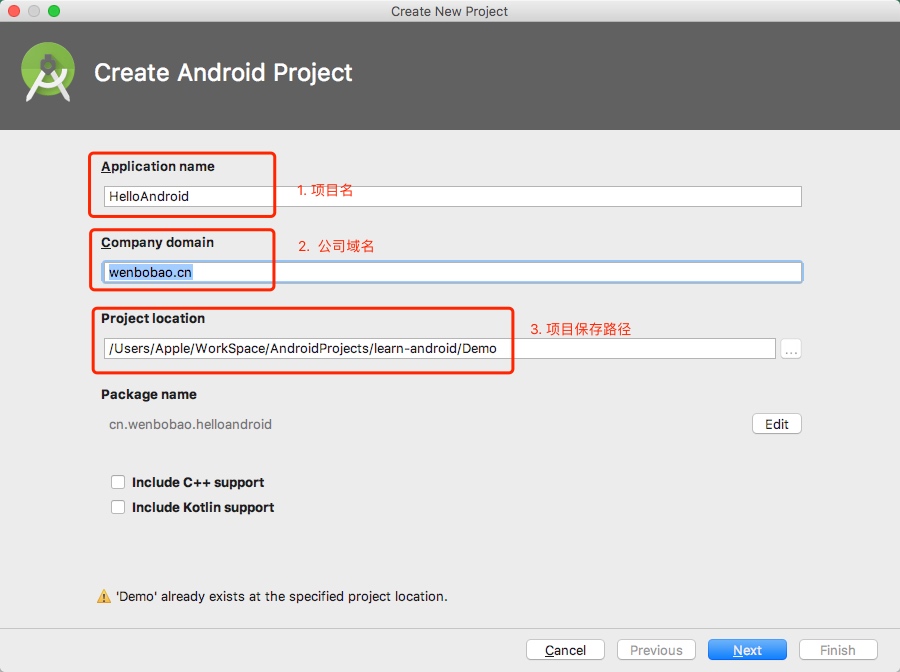 Create New Project
Create Android Project
Application name
HelloAndroid
1. 项目名
Company domain
2. 公司域名
wenbobao.cn
Project location
3. 项目保存路径
/Users/Apple/WorkSpace/AndroidProjects/learn-android/Demo
...
Package name
cn.wenbobao.helloandroid
Edit
Include C++ support
Include Kotlin support
'Demo' already exists at the specified project location.
Cancel Previous Next Finish